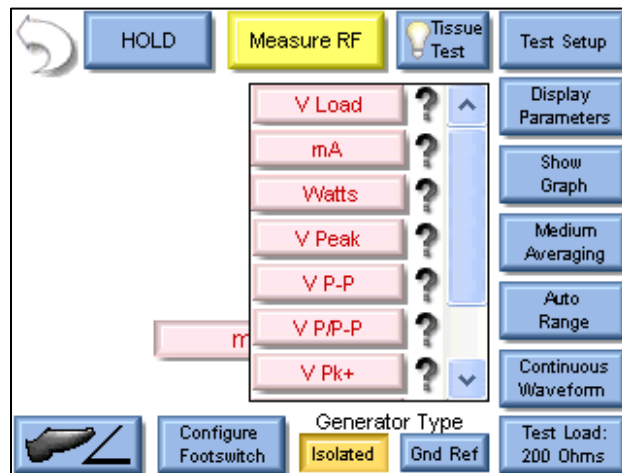 HOLD
Measure RF
Tissue
Test
Test Setup
V Load
?
Display
Parameters
mA
?
Show
Graph
Watts
?
V Peak
?
Medium
Averaging
V P-P
?
Auto
Range
V P/P-P
?
m
V Pk+
?
Continuous
Waveform
Configure
Footswitch
Generator Type
Isolated
Gnd Ref
Test Load:
200 Ohms